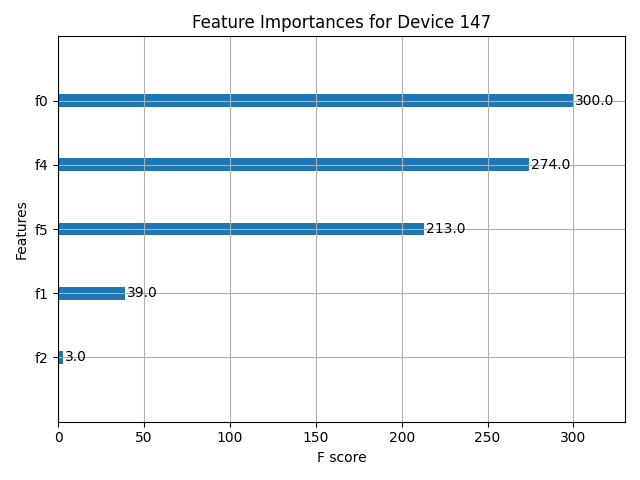 Feature Importances for Device 147
Features
f0 300.0
f4 274.0
f5 213.0
f1 39.0
f2 3.0
0 50 100 150 200 250 300
F score